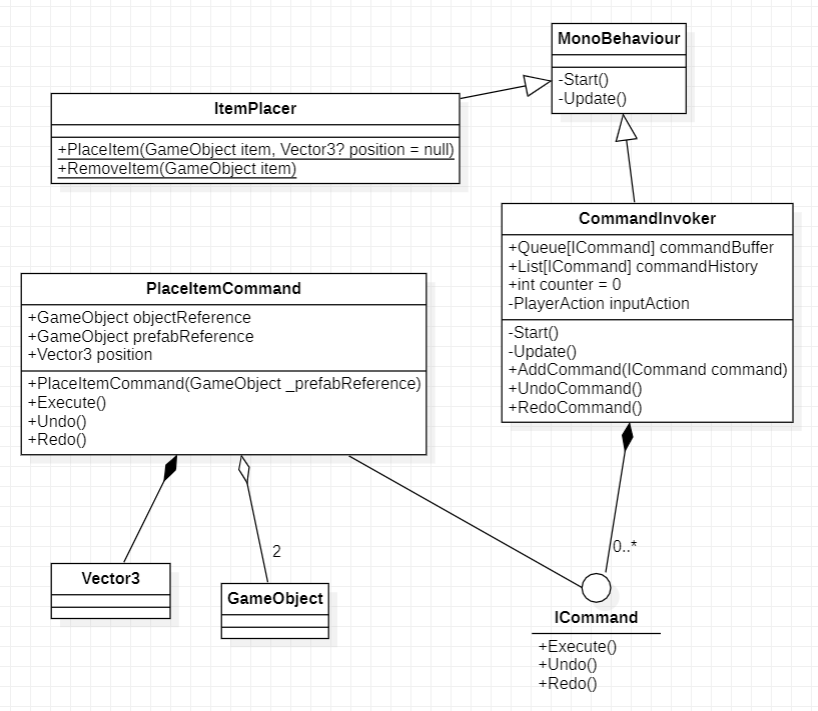 MonoBehaviour
-Start()
-Update()
ItemPlacer
+PlaceItem(GameObject item, Vector3? position = null)
+RemoveItem(GameObject item)
CommandInvoker
+Queue[ICommand] commandBuffer
+List[ICommand] commandHistory
+int counter = 0
-PlayerAction inputAction
-Start()
-Update()
+AddCommand(ICommand command)
+UndoCommand()
+RedoCommand()
PlaceItemCommand
+GameObject objectReference
+GameObject prefabReference
+Vector3 position
+PlaceItemCommand(GameObject _prefabReference)
+Execute()
+Undo()
+Redo()
2
0..*
Vector3
GameObject
ICommand
+Execute()
+Undo()
+Redo()